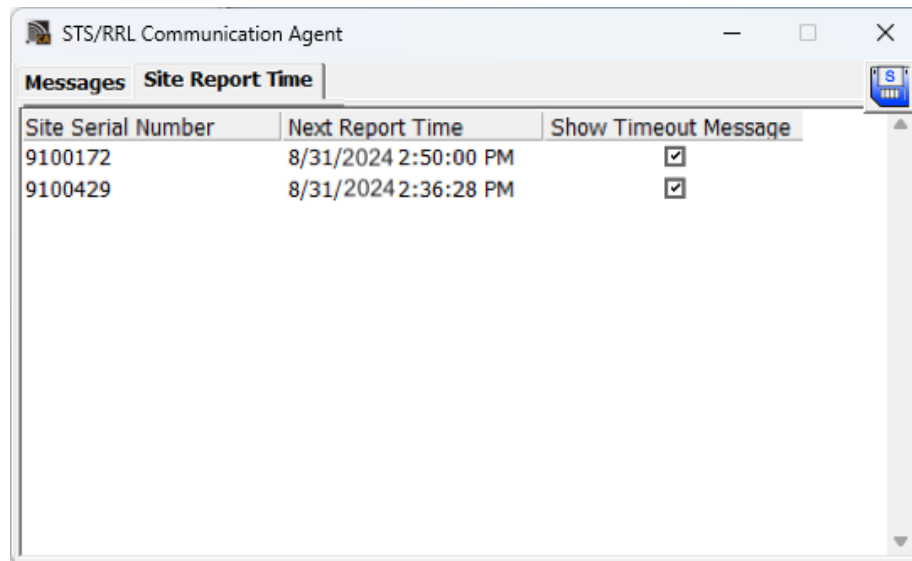 STS/RRL Communication Agent
Messages Site Report Time
S
Site Serial Number Next Report Time Show Timeout Message
9100172 8/31/2024 2:50:00 PM
9100429 8/31/2024 2:36:28 PM